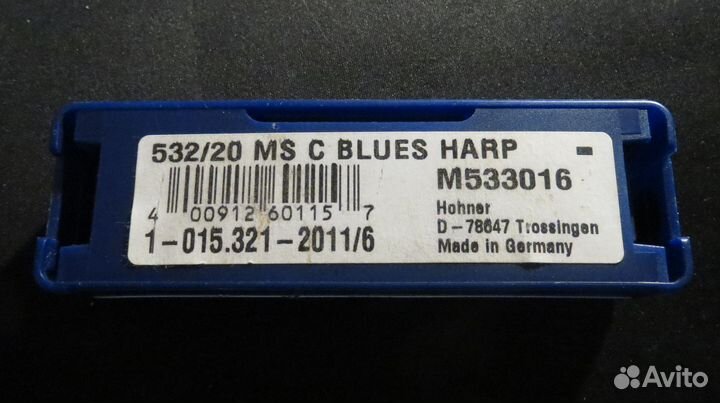 532/20 MS C BLUES HARP -
M533016
4 00912 60115 7
Hohner
D-78647 Trossingen
Made in Germany
1-015.321-2011/6
Avito